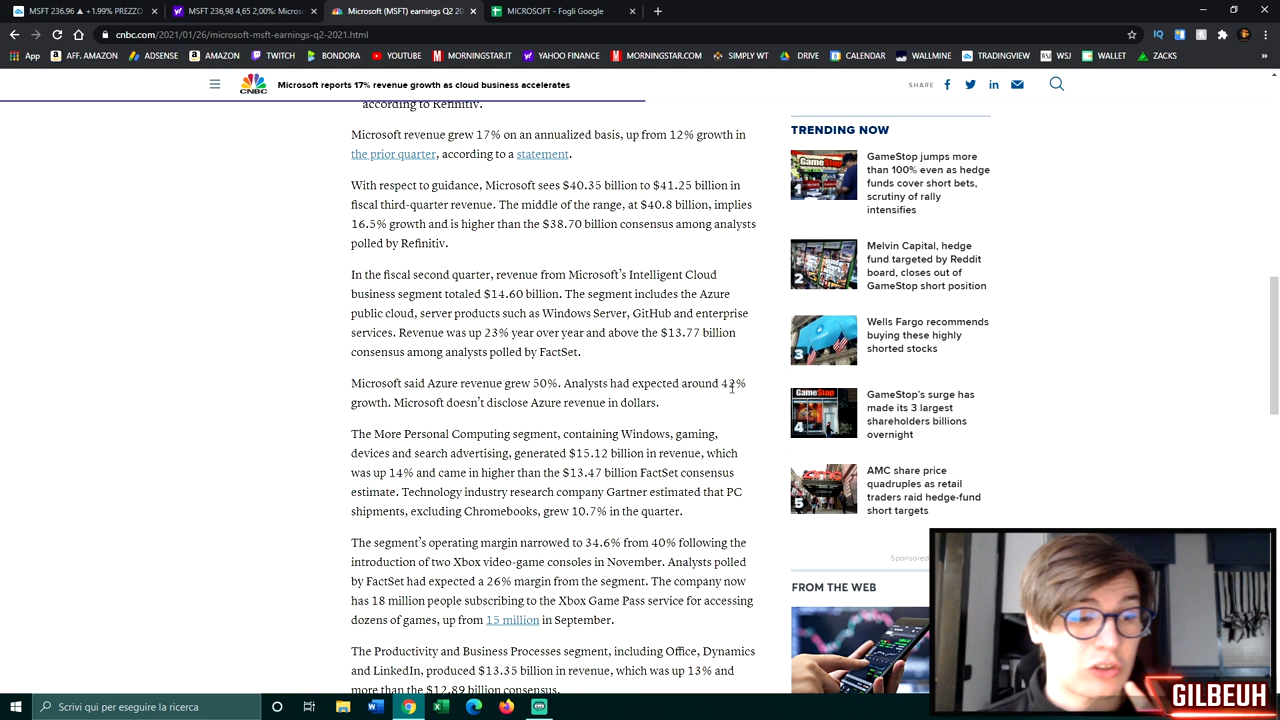 MSFT 236.96 ▲ +1.99% PREZZO
MSFT 236,98 4,65 2,00%: Micros
Microsoft (MSFT) earnings Q2 20
MICROSOFT - Fogli Google
cnbc.com/2021/01/26/microsoft-msft-earnings-q2-2021.html
App
AFF. AMAZON
ADSENSE
AMAZON
TWITCH
BONDORA
YOUTUBE
MORNINGSTAR.IT
YAHOO FINANCE
MORNINGSTAR.COM
SIMPLY WT
DRIVE
CALENDAR
WALLMINE
TRADINGVIEW
WSJ
WALLET
ZACKS
CNBC
Microsoft reports 17% revenue growth as cloud business accelerates
SHARE
according to Refinitiv.
Microsoft revenue grew 17% on an annualized basis, up from 12% growth in
the prior quarter, according to a statement.
With respect to guidance, Microsoft sees $40.35 billion to $41.25 billion in
fiscal third-quarter revenue. The middle of the range, at $40.8 billion, implies
16.5% growth and is higher than the $38.70 billion consensus among analysts
polled by Refinitiv.
In the fiscal second quarter, revenue from Microsoft's Intelligent Cloud
business segment totaled $14.60 billion. The segment includes the Azure
public cloud, server products such as Windows Server, GitHub and enterprise
services. Revenue was up 23% year over year and above the $13.77 billion
consensus among analysts polled by FactSet.
Microsoft said Azure revenue grew 50%. Analysts had expected around 42%
growth. Microsoft doesn't disclose Azure revenue in dollars.
The More Personal Computing segment, containing Windows, gaming,
devices and search advertising, generated $15.12 billion in revenue, which
was up 14% and came in higher than the $13.47 billion FactSet consensus
estimate. Technology industry research company Gartner estimated that PC
shipments, excluding Chromebooks, grew 10.7% in the quarter.
The segment's operating margin narrowed to 34.6% from 40% following the
introduction of two Xbox video-game consoles in November. Analysts polled
by FactSet had expected a 26% margin from the segment. The company now
has 18 million people subscribing to the Xbox Game Pass service for accessing
dozens of games, up from 15 million in September.
The Productivity and Business Processes segment, including Office, Dynamics
and LinkedIn, produced $13.35 billion in revenue, which was up 13% and
more than the $12.89 billion consensus.
TRENDING NOW
GameStop
1
GameStop jumps more
than 100% even as hedge
funds cover short bets,
scrutiny of rally
intensifies
2
Melvin Capital, hedge
fund targeted by Reddit
board, closes out of
GameStop short position
3
Wells Fargo recommends
buying these highly
shorted stocks
GameStop
4
GameStop's surge has
made its 3 largest
shareholders billions
overnight
5
AMC share price
quadruples as retail
traders raid hedge-fund
short targets
Sponsored
FROM THE WEB
GILBEUH
Scrivi qui per eseguire la ricerca